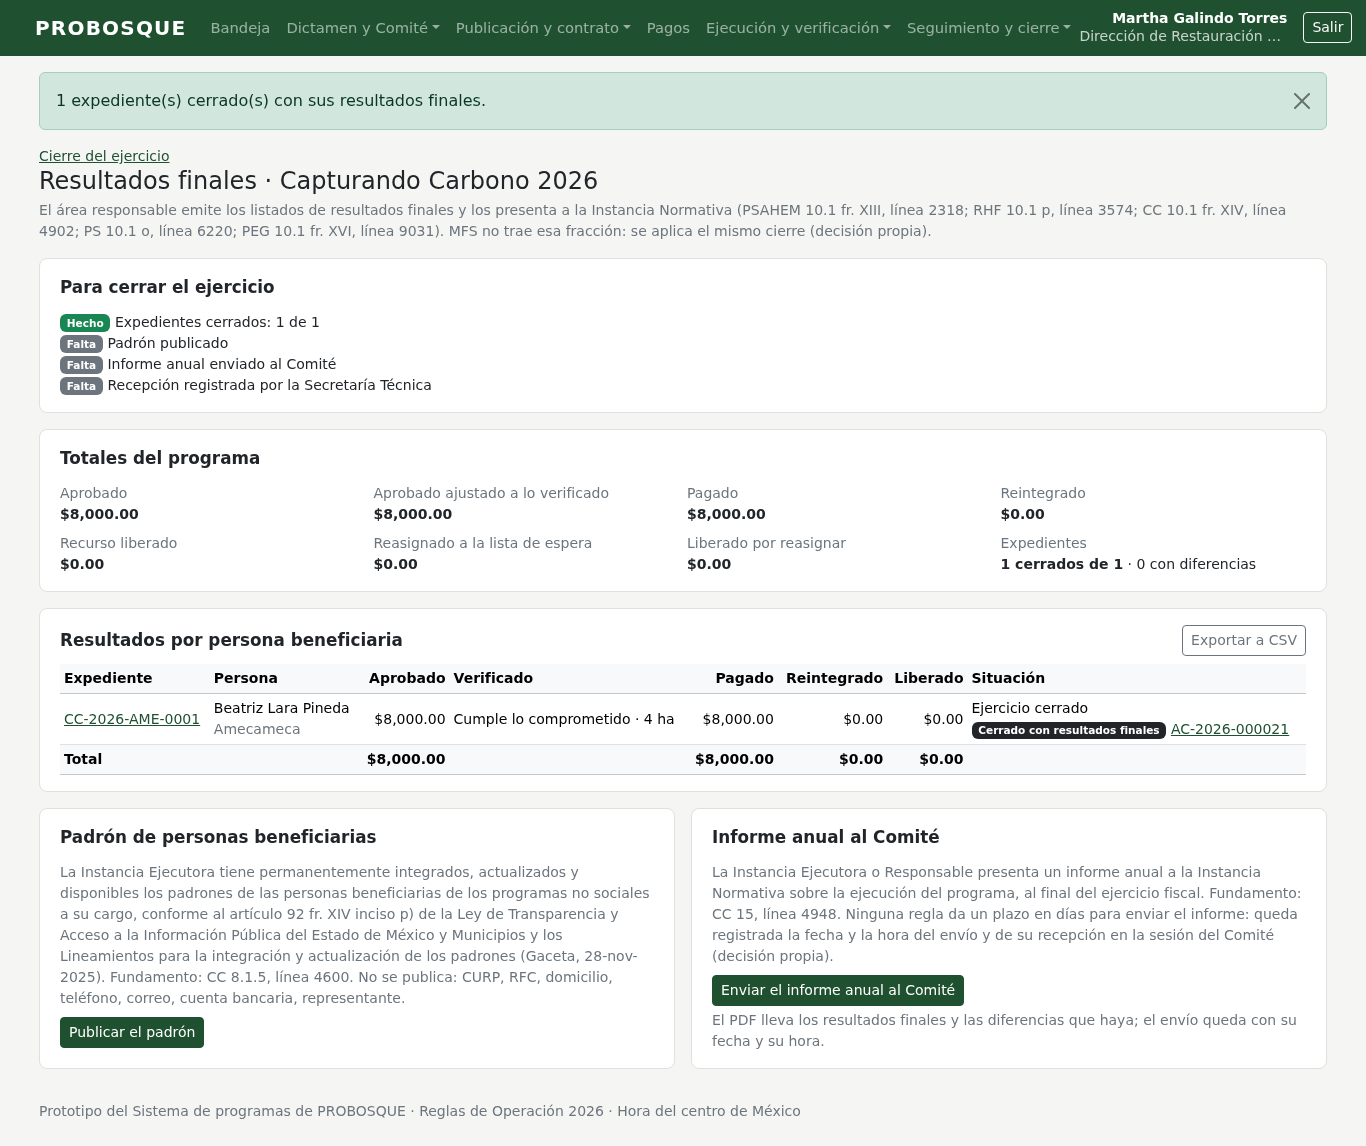 PROBOSQUE
Bandeja
Dictamen y Comité
Publicación y contrato
Pagos
Ejecución y verificación
Seguimiento y cierre
Martha Galindo Torres
Dirección de Restauración ...
Salir
1 expediente(s) cerrado(s) con sus resultados finales.
Cierre del ejercicio
Resultados finales · Capturando Carbono 2026
El área responsable emite los listados de resultados finales y los presenta a la Instancia Normativa (PSAHEM 10.1 fr. XIII, línea 2318; RHF 10.1 p, línea 3574; CC 10.1 fr. XIV, línea
4902; PS 10.1 o, línea 6220; PEG 10.1 fr. XVI, línea 9031). MFS no trae esa fracción: se aplica el mismo cierre (decisión propia).
Para cerrar el ejercicio
Hecho Expedientes cerrados: 1 de 1
Falta Padrón publicado
Falta Informe anual enviado al Comité
Falta Recepción registrada por la Secretaría Técnica
Totales del programa
Aprobado Aprobado ajustado a lo verificado Pagado Reintegrado
$8,000.00 $8,000.00 $8,000.00 $0.00
Recurso liberado Reasignado a la lista de espera Liberado por reasignar Expedientes
$0.00 $0.00 $0.00 1 cerrados de 1 · 0 con diferencias
Resultados por persona beneficiaria
Exportar a CSV
Expediente Persona Aprobado Verificado Pagado Reintegrado Liberado Situación
CC-2026-AME-0001 Beatriz Lara Pineda $8,000.00 Cumple lo comprometido · 4 ha $8,000.00 $0.00 $0.00 Ejercicio cerrado
Amecameca Cerrado con resultados finales AC-2026-000021
Total $8,000.00 $8,000.00 $0.00 $0.00
Padrón de personas beneficiarias
La Instancia Ejecutora tiene permanentemente integrados, actualizados y
disponibles los padrones de las personas beneficiarias de los programas no sociales
a su cargo, conforme al artículo 92 fr. XIV inciso p) de la Ley de Transparencia y
Acceso a la Información Pública del Estado de México y Municipios y los
Lineamientos para la integración y actualización de los padrones (Gaceta, 28-nov-
2025). Fundamento: CC 8.1.5, línea 4600. No se publica: CURP, RFC, domicilio,
teléfono, correo, cuenta bancaria, representante.
Publicar el padrón
Informe anual al Comité
La Instancia Ejecutora o Responsable presenta un informe anual a la Instancia
Normativa sobre la ejecución del programa, al final del ejercicio fiscal. Fundamento:
CC 15, línea 4948. Ninguna regla da un plazo en días para enviar el informe: queda
registrada la fecha y la hora del envío y de su recepción en la sesión del Comité
(decisión propia).
Enviar el informe anual al Comité
El PDF lleva los resultados finales y las diferencias que haya; el envío queda con su
fecha y su hora.
Prototipo del Sistema de programas de PROBOSQUE · Reglas de Operación 2026 · Hora del centro de México